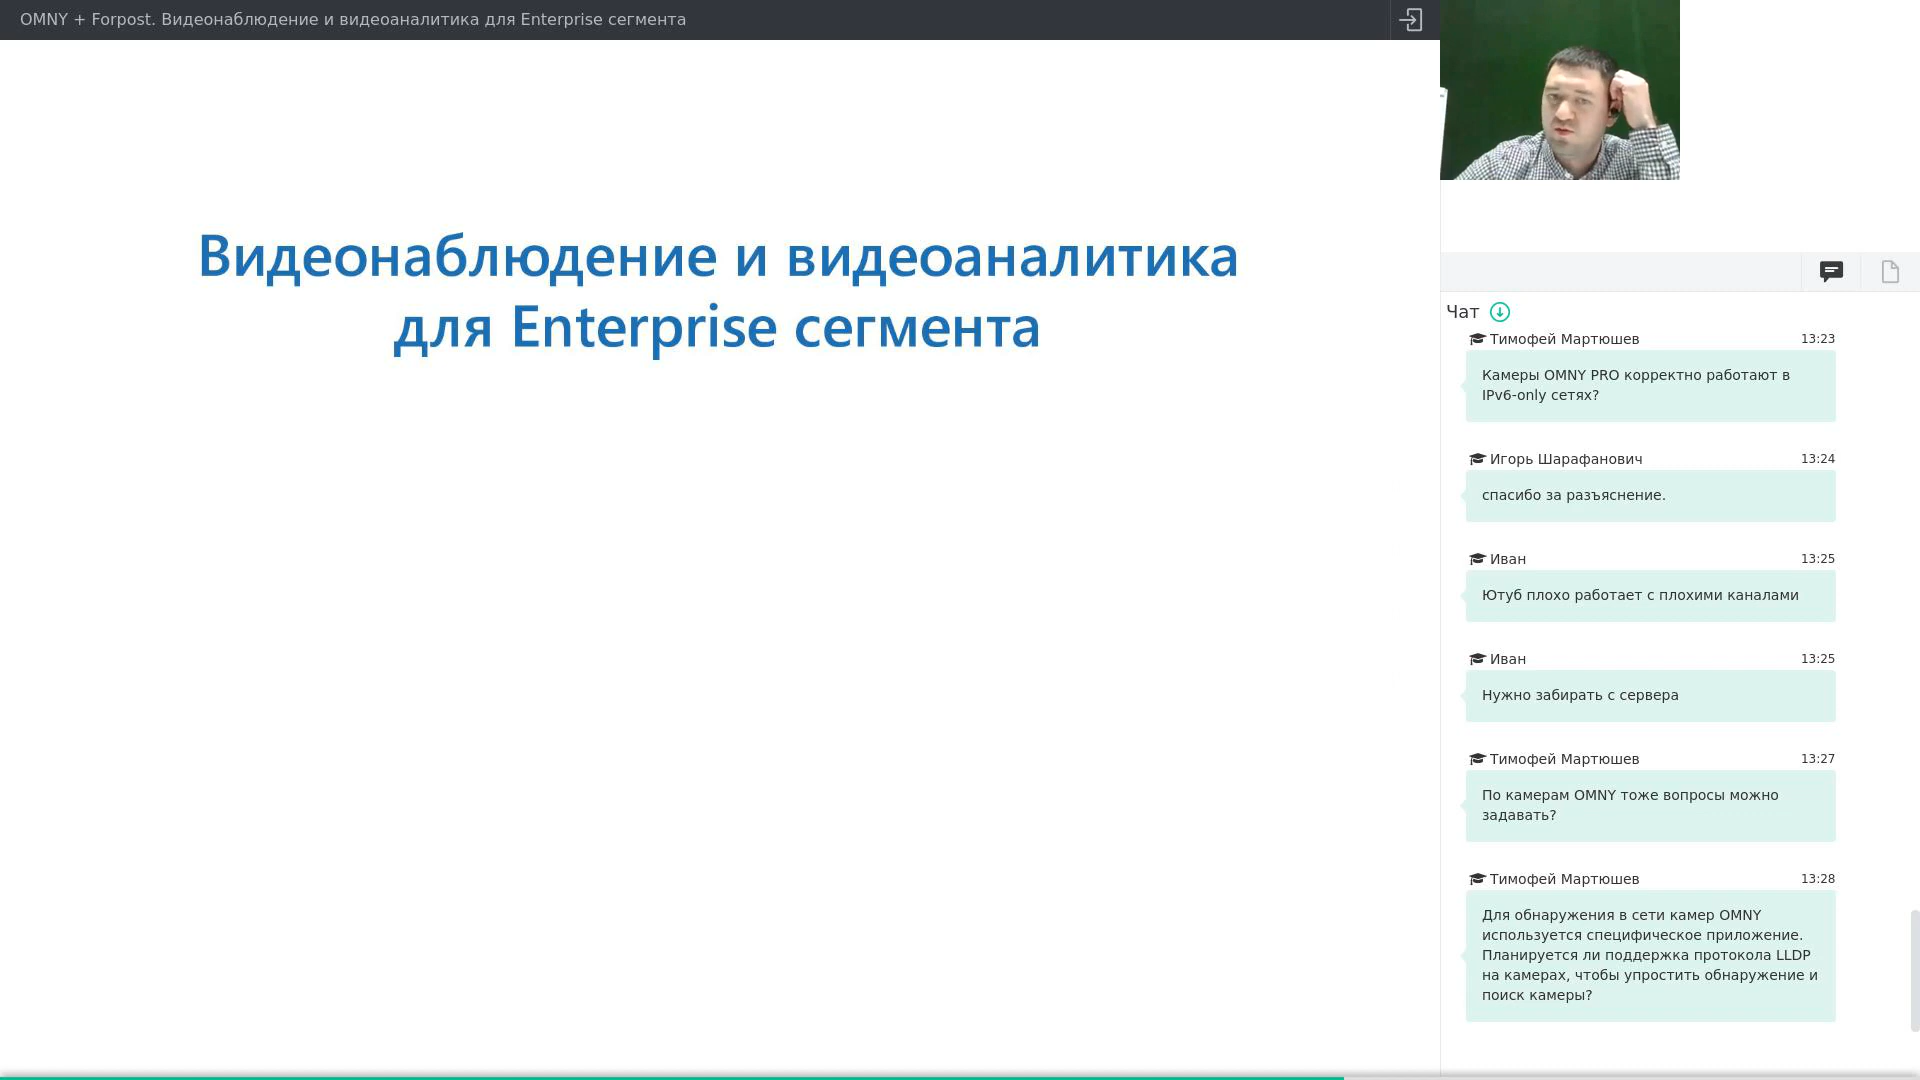 OMNY + Forpost. Видеонаблюдение и видеоаналитика для Enterprise сегмента
Видеонаблюдение и видеоаналитика
для Enterprise сегмента
Чат
Тимофей Мартюшев 13:23
Камеры OMNY PRO корректно работают в
IPv6-only сетях?
Игорь Шарафанович 13:24
спасибо за разъяснение.
Иван 13:25
Ютуб плохо работает с плохими каналами
Иван 13:25
Нужно забирать с сервера
Тимофей Мартюшев 13:27
По камерам OMNY тоже вопросы можно
задавать?
Тимофей Мартюшев 13:28
Для обнаружения в сети камер OMNY
используется специфическое приложение.
Планируется ли поддержка протокола LLDP
на камерах, чтобы упростить обнаружение и
поиск камеры?